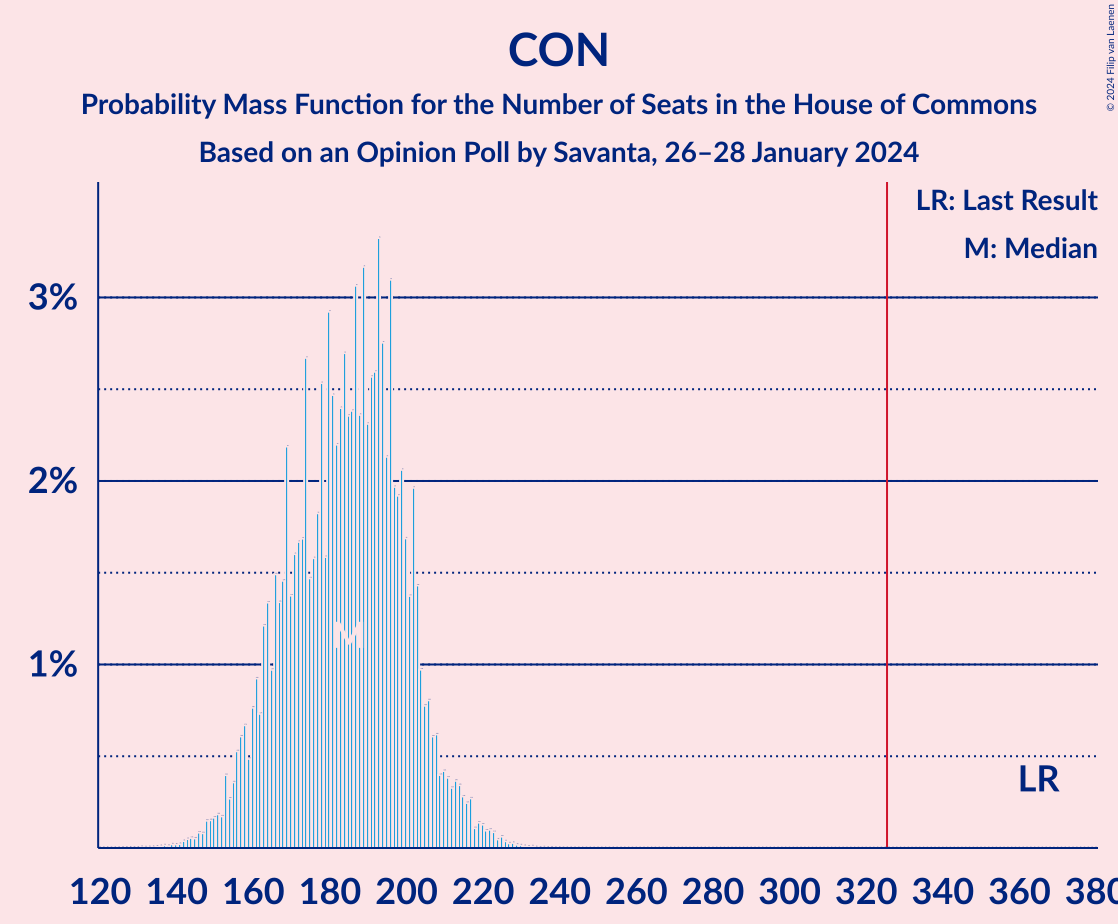 CON
Probability Mass Function for the Number of Seats in the House of Commons
Based on an Opinion Poll by Savanta, 26–28 January 2024
© 2024 Filip van Laenen
LR: Last Result
M: Median
3%
2%
1%
M
LR
120 140 160 180 200 220 240 260 280 300 320 340 360 380